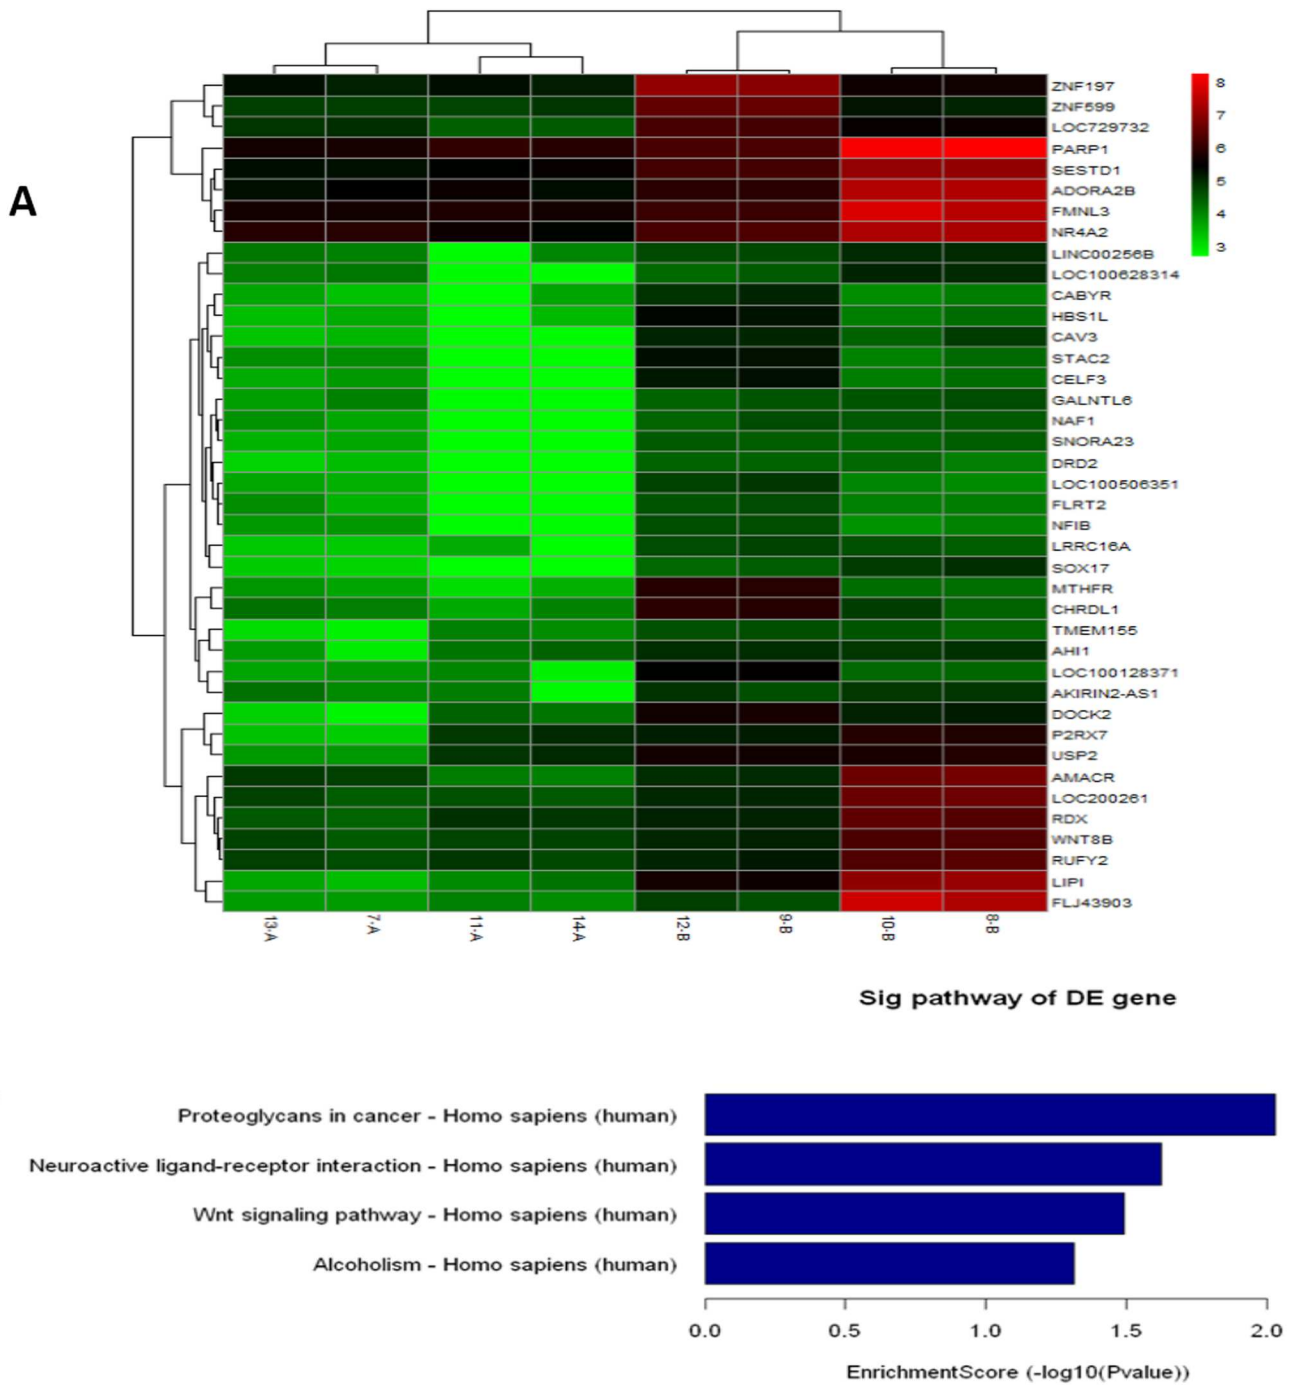 A
ZNF197
ZNF599
LOC729732
PARP1
SESTD1
ADORA2B
FMNL3
NR4A2
LINC00256B
LOC100628314
CABYR
HBS1L
CAV3
STAC2
CELF3
GALNTL6
NAF1
SNORA23
DRD2
LOC100506351
FLRT2
NFIB
LRRC16A
SOX17
MTHFR
CHRDL1
TMEM155
AHI1
LOC100128371
AKIRIN2-AS1
DOCK2
P2RX7
USP2
AMACR
LOC200261
RDX
WNT8B
RUFY2
LIPI
FLJ43903
8
7
6
5
4
3
13-A
7-A
11-A
14-A
12-B
9-B
10-B
8-B
Sig pathway of DE gene
Proteoglycans in cancer - Homo sapiens (human)
Neuroactive ligand-receptor interaction - Homo sapiens (human)
Wnt signaling pathway - Homo sapiens (human)
Alcoholism - Homo sapiens (human)
0.0 0.5 1.0 1.5 2.0
EnrichmentScore (-log10(Pvalue))